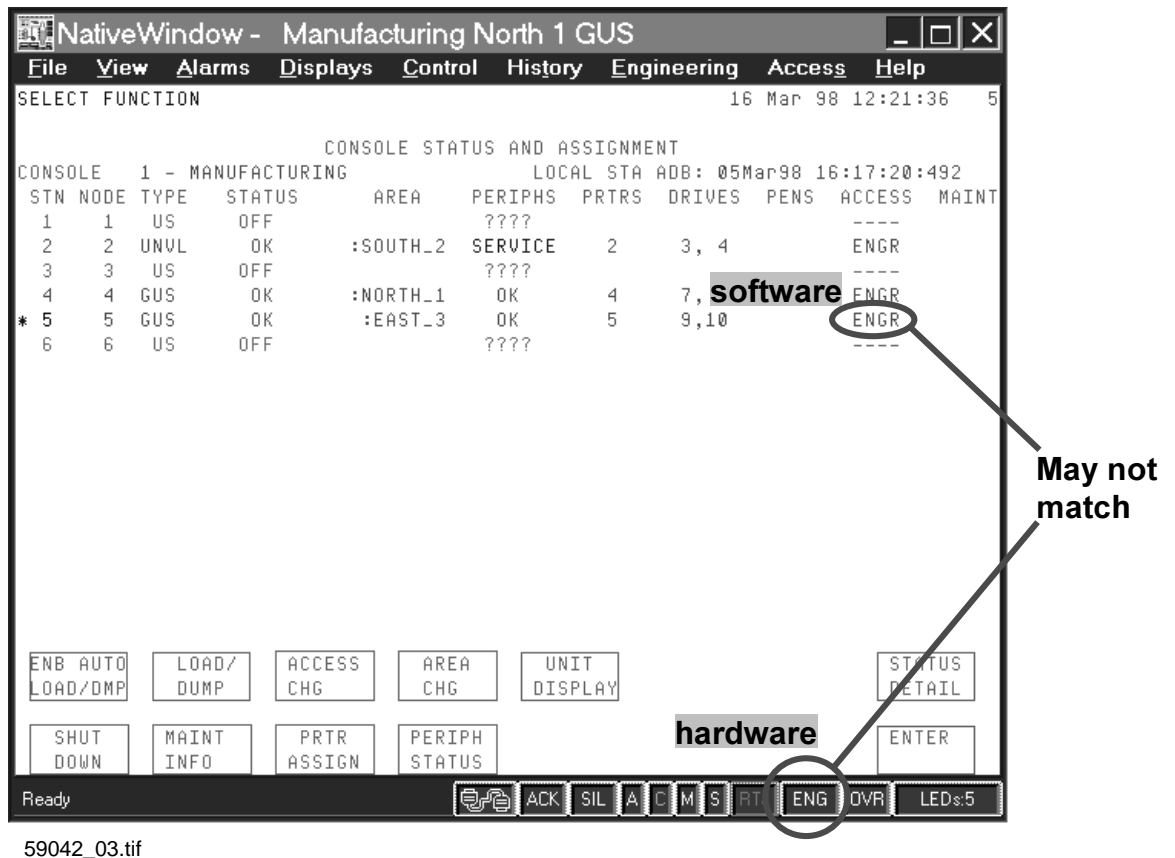 NativeWindow - Manufacturing North 1 GUS
File View Alarms Displays Control History Engineering Access Help
SELECT FUNCTION 16 Mar 98 12:21:36 5
CONSOLE STATUS AND ASSIGNMENT
CONSOLE 1 - MANUFACTURING LOCAL STA ADB: 05Mar98 16:17:20:492
STN NODE TYPE STATUS AREA PERIPHS PRTRS DRIVES PENS ACCESS MAINT
1 1 US OFF ???? ----
2 2 UNVL OK :SOUTH_2 SERVICE 2 3, 4 ENGR
3 3 US OFF ???? ----
4 4 GUS OK :NORTH_1 OK 4 7, software ENGR
* 5 5 GUS OK :EAST_3 OK 5 9,10 ENGR
6 6 US OFF ???? ----
May not
match
ENB AUTO LOAD/ ACCESS AREA UNIT STATUS
LOAD/DMP DUMP CHG CHG DISPLAY DETAIL
hardware
SHUT MAINT PRTR PERIPH ENTER
DOWN INFO ASSIGN STATUS
Ready ACK SIL A C M S ENG OVR LEDs:5
59042_03.tif